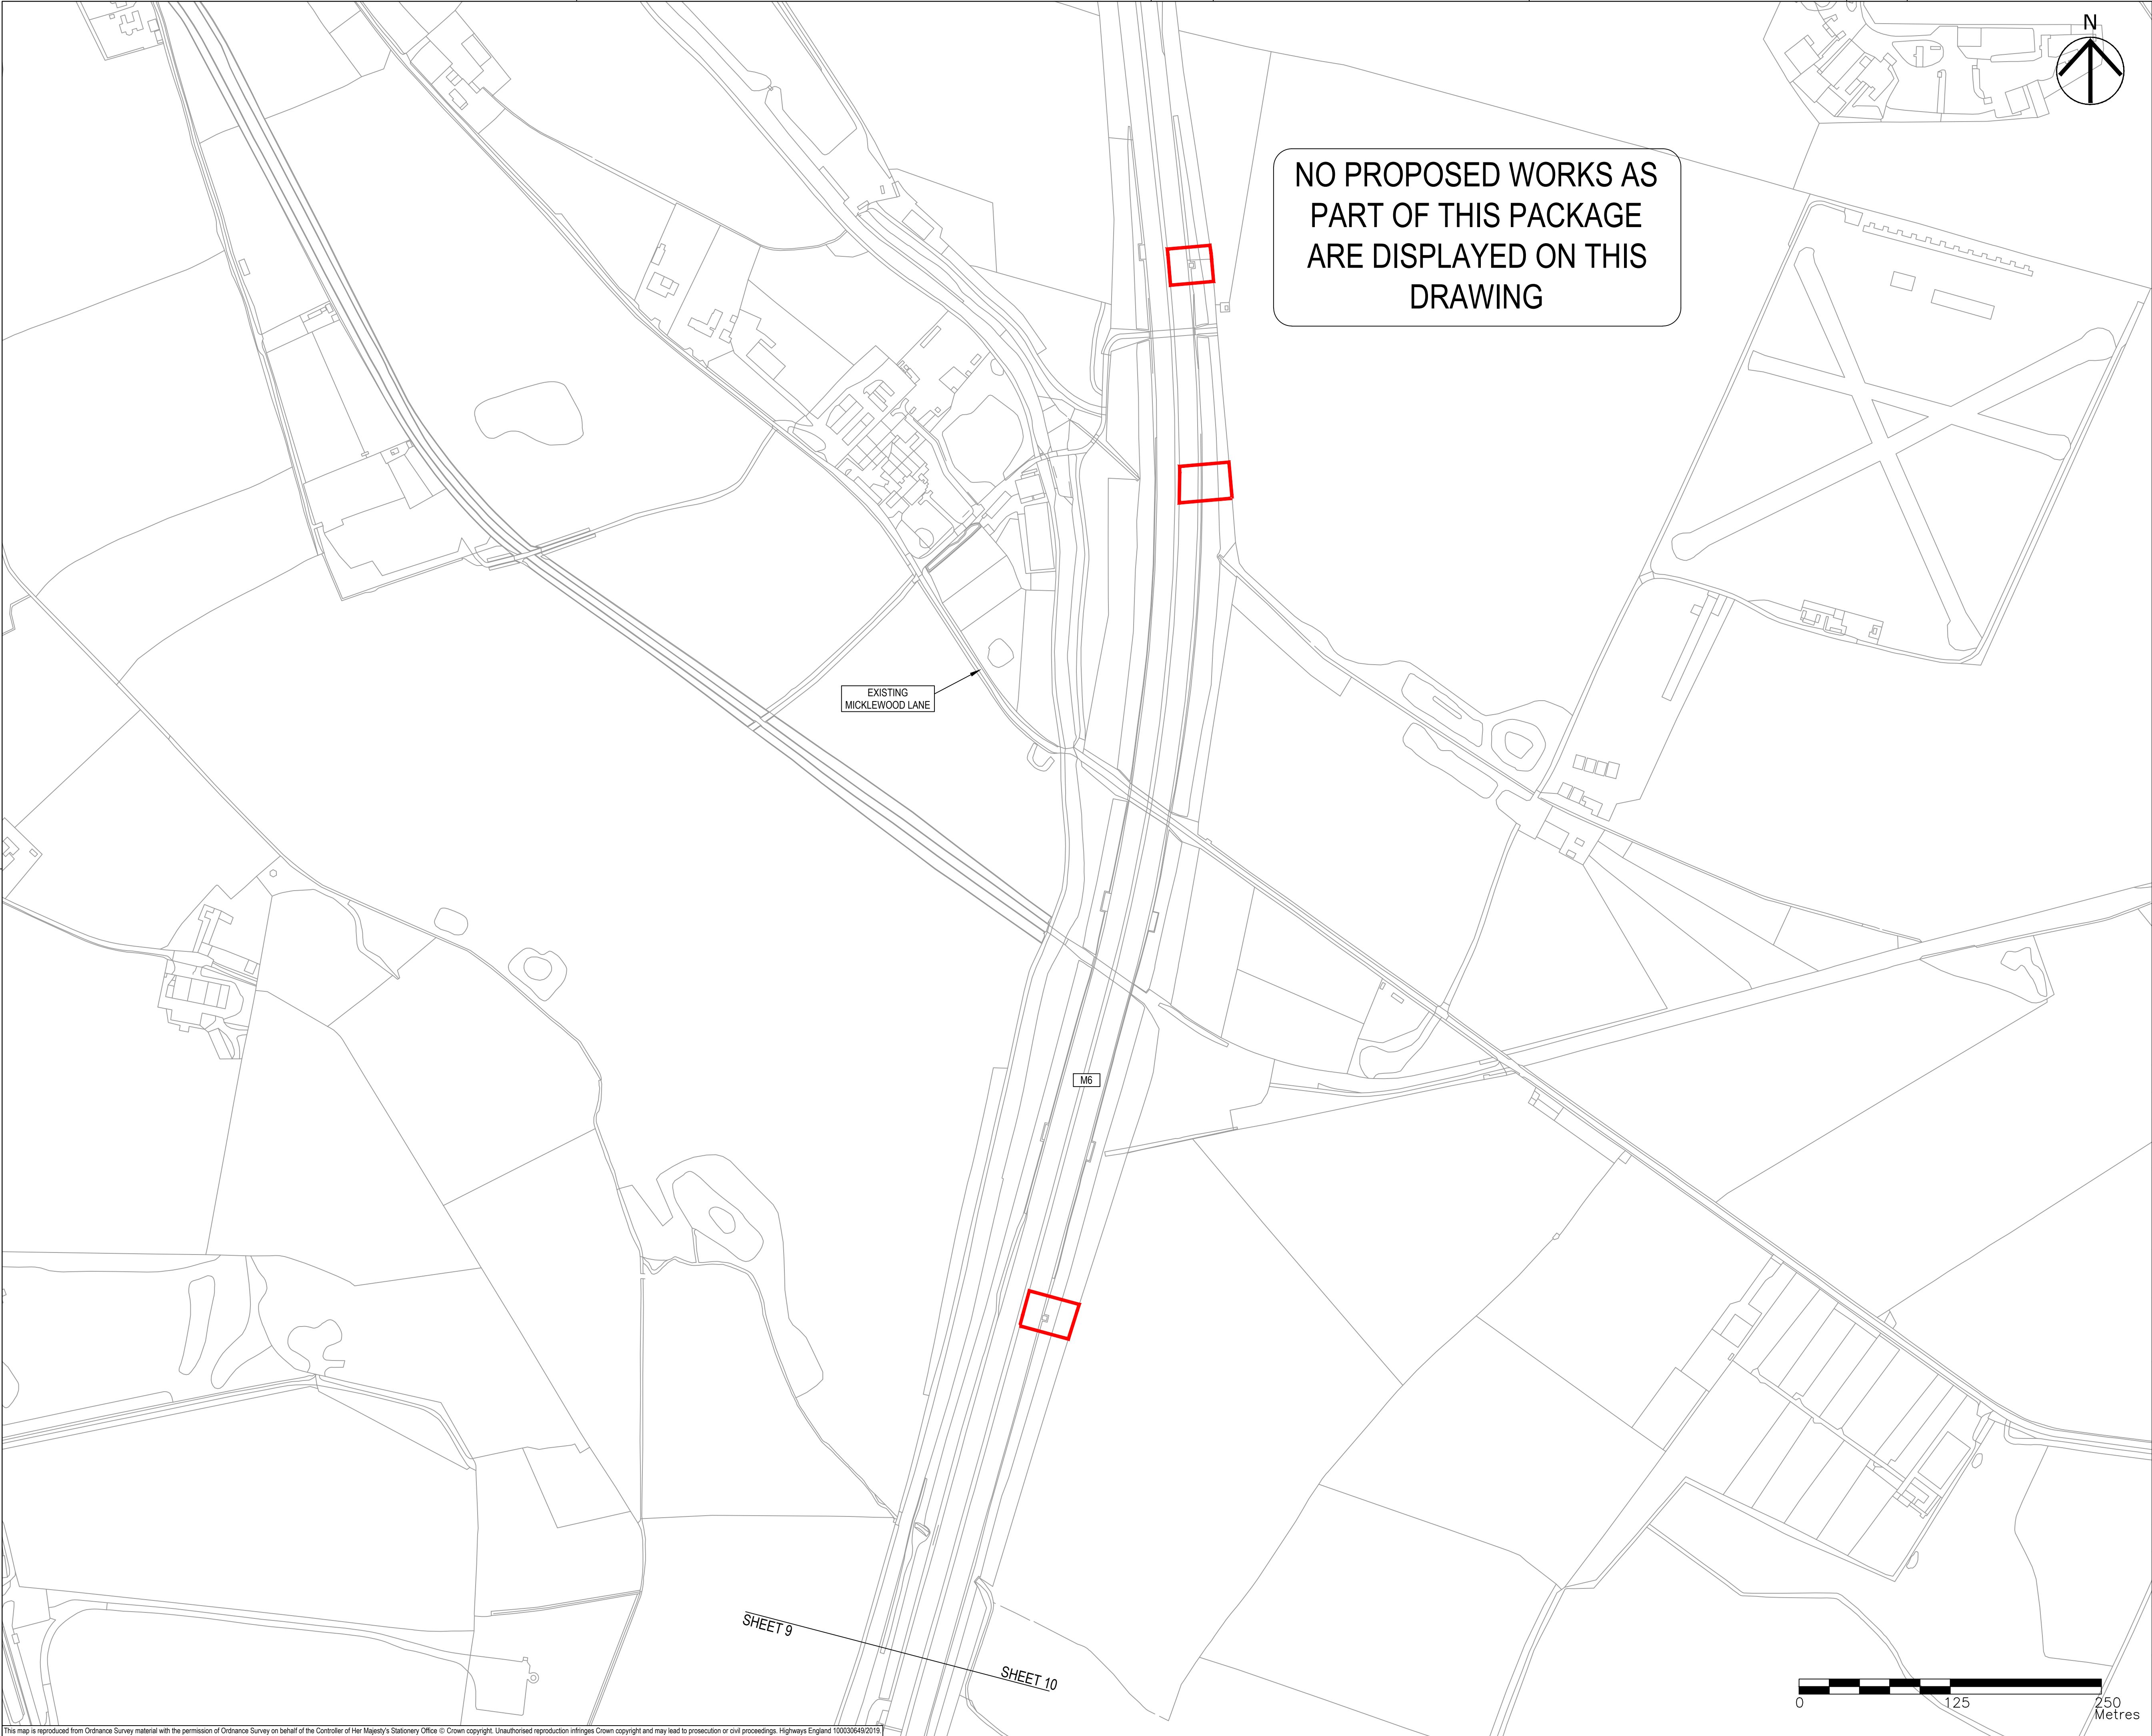 N
NO PROPOSED WORKS AS
PART OF THIS PACKAGE
ARE DISPLAYED ON THIS
DRAWING
EXISTING
MICKLEWOOD LANE
M6
SHEET 9
SHEET 10
0 125 250
Metres
This map is reproduced from Ordnance Survey material with the permission of Ordnance Survey on behalf of the Controller of Her Majesty's Stationery Office © Crown copyright. Unauthorised reproduction infringes Crown copyright and may lead to prosecution or civil proceedings. Highways England 100030649/2019.